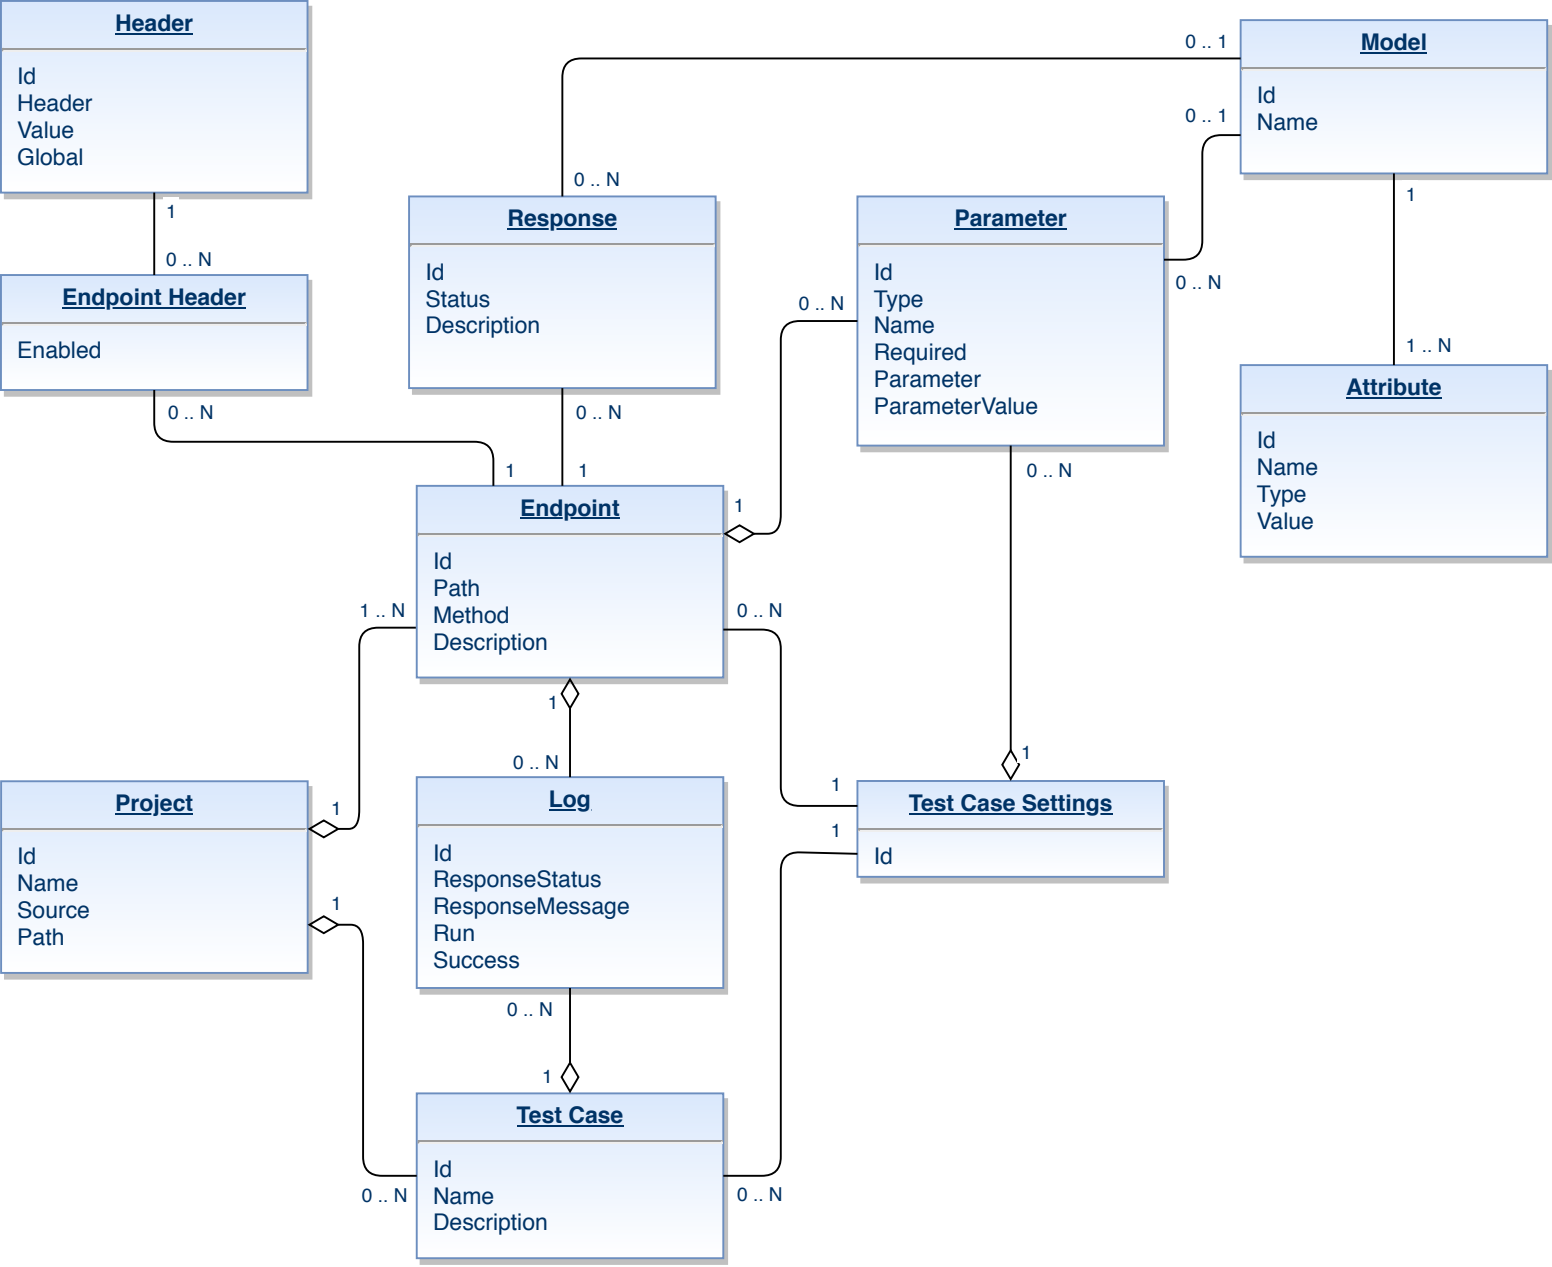 Header
Id
Header
Value
Global
1
0 .. N
Endpoint Header
Enabled
0 .. N
1
0 .. 1
0 .. N
Response
Id
Status
Description
0 .. N
1
Model
Id
Name
0 .. 1
0 .. N
1
1 .. N
Parameter
Id
Type
Name
Required
Parameter
ParameterValue
0 .. N
1
0 .. N
1
Attribute
Id
Name
Type
Value
Endpoint
Id
Path
Method
Description
1 .. N
1
0 .. N
1
1
0 .. N
Project
Id
Name
Source
Path
1
0 .. N
Log
Id
ResponseStatus
ResponseMessage
Run
Success
0 .. N
1
Test Case Settings
Id
1
0 .. N
Test Case
Id
Name
Description